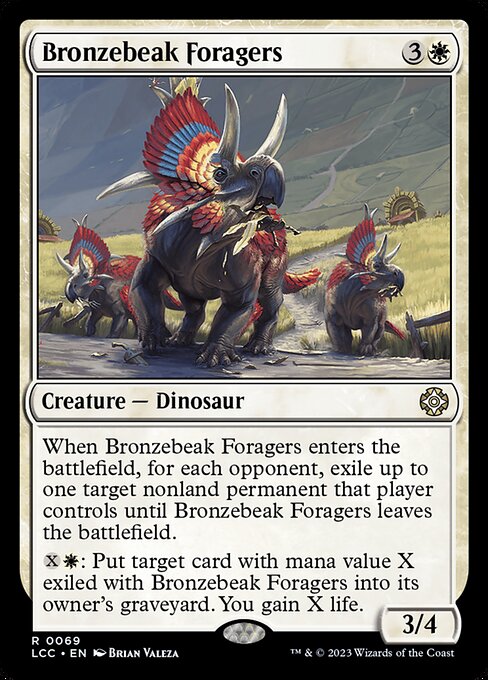 Bronzebeak Foragers 3
Creature — Dinosaur
When Bronzebeak Foragers enters the
battlefield, for each opponent, exile up to
one target nonland permanent that player
controls until Bronzebeak Foragers leaves
the battlefield.
X: Put target card with mana value X
exiled with Bronzebeak Foragers into its
owner's graveyard. You gain X life.
3/4
R 0069
LCC • EN Brian Valeza
™ & © 2023 Wizards of the Coast